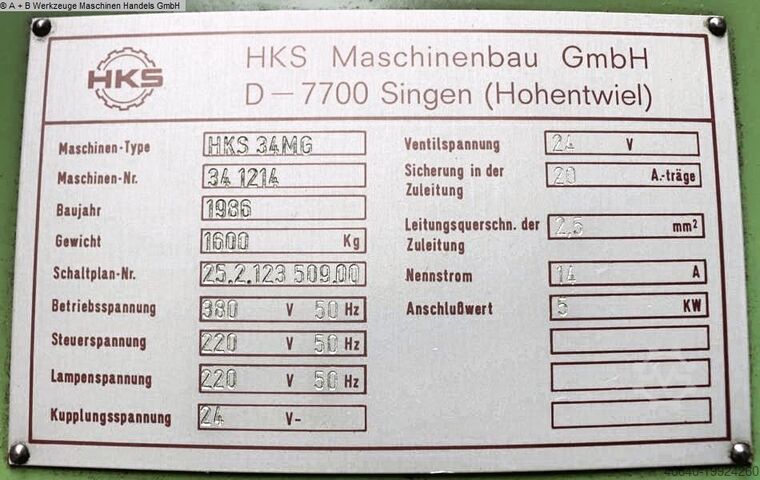 ® A + B Werkzeuge Maschinen Handels GmbH
HKS
HKS Maschinenbau GmbH
D-7700 Singen (Hohentwiel)
Maschinen-Type HKS 34MG
Maschinen-Nr. 34 1214
Baujahr 1986
Gewicht 1600 Kg
Schaltplan-Nr. 25.2.123 509.00
Betriebsspannung 380 V 50 Hz
Steuerspannung 220 V 50 Hz
Lampenspannung 220 V 50 Hz
Kupplungsspannung 24 V-
Ventilspannung 24 V
Sicherung in der
Zuleitung 20 A.-träge
Leitungsquerschn. der
Zuleitung 2,5 mm²
Nennstrom 14 A
Anschlußwert 5 KW